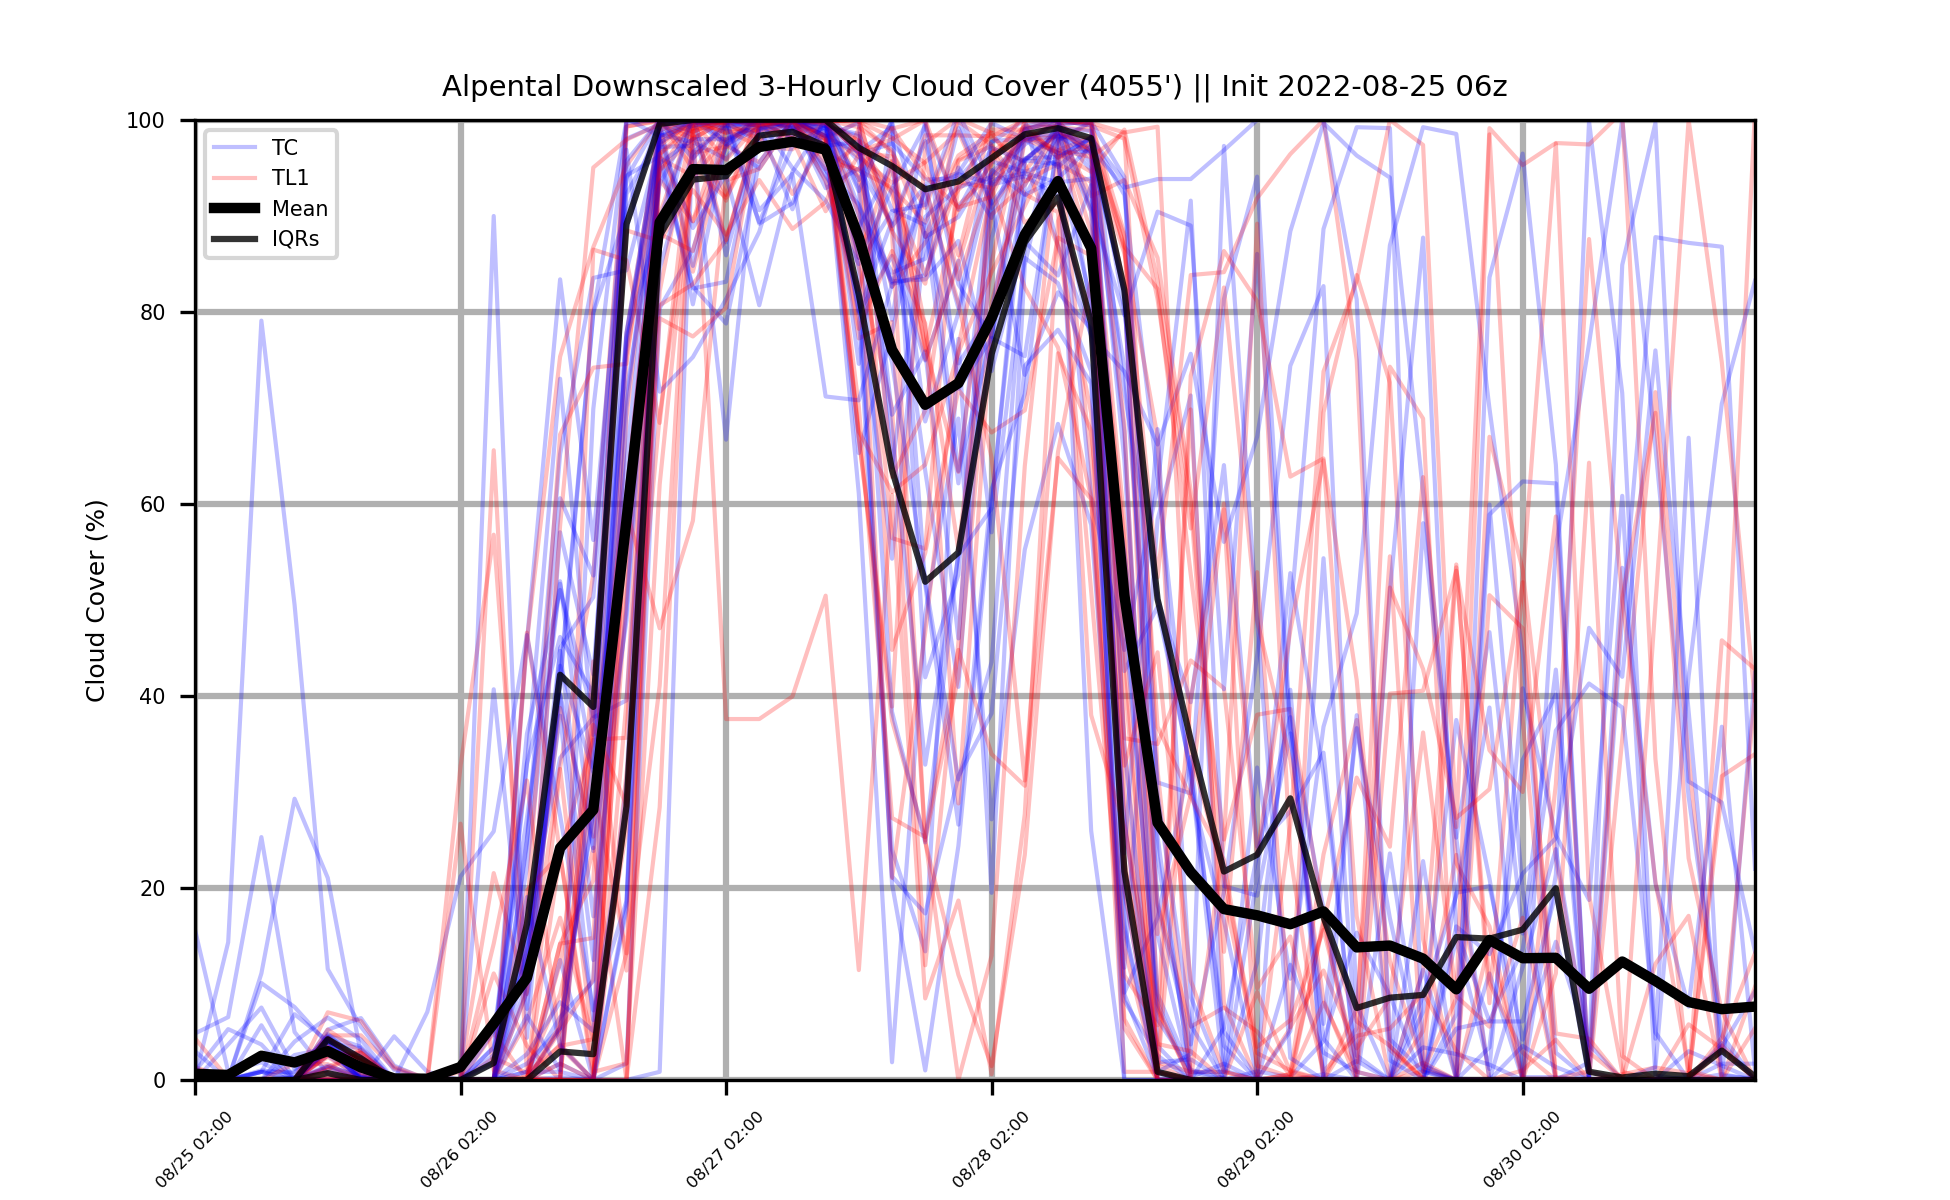 Alpental Downscaled 3-Hourly Cloud Cover (4055') || Init 2022-08-25 06z
TC
TL1
Mean
IQRs
Cloud Cover (%)
100
80
60
40
20
0
08/25 02:00
08/26 02:00
08/27 02:00
08/28 02:00
08/29 02:00
08/30 02:00